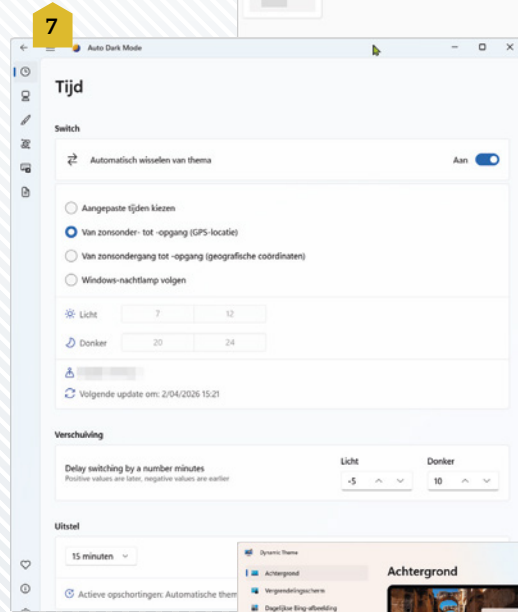 7
Auto Dark Mode
Tijd
Switch
Automatisch wisselen van thema
Aan
Aangepaste tijden kiezen
Van zonsonder- tot -opgang (GPS-locatie)
Van zonsondergang tot -opgang (geografische coördinaten)
Windows-nachtlamp volgen
Licht 7 12
Donker 20 24
Volgende update om: 2/04/2026 15:21
Verschuiving
Licht Donker
Delay switching by a number minutes
Positive values are later, negative values are earlier
-5 10
Uitstel
15 minuten
Actieve opschortingen: Automatische them
Dynamic Theme
Achtergrond
Achtergrond
Vergrendelingsscherm
Dagelijkse Bing-afbeelding